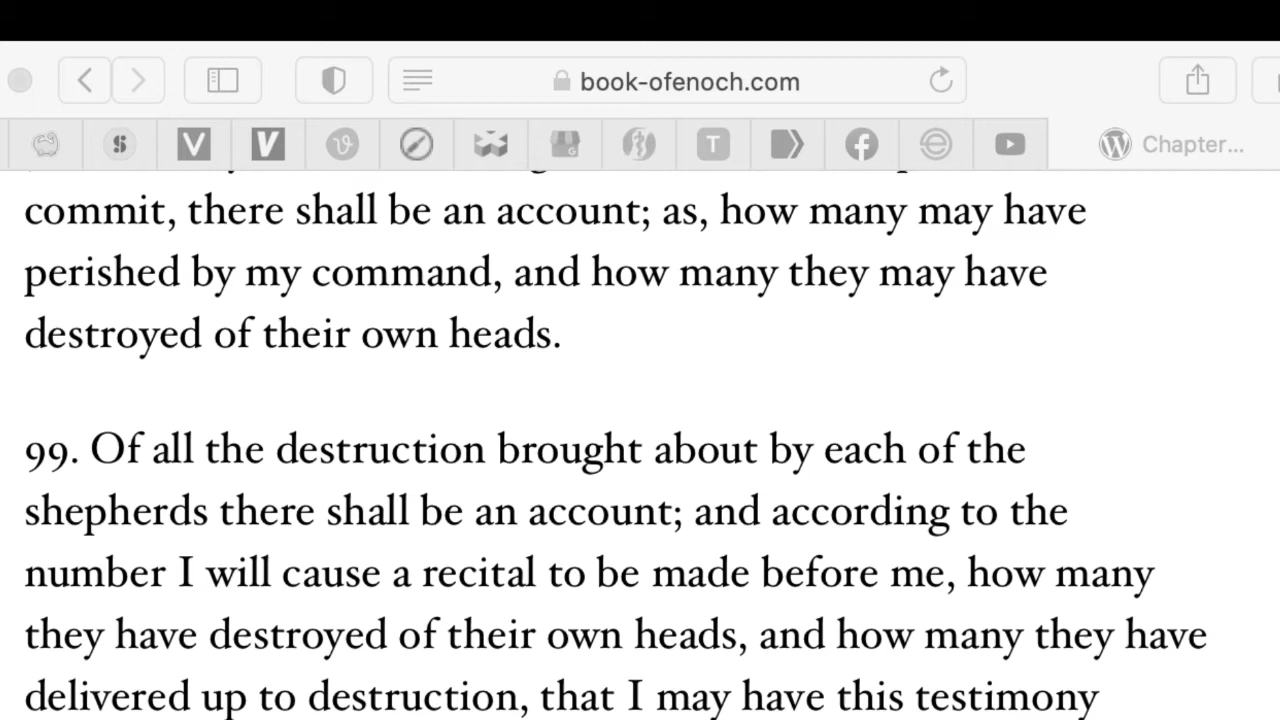 book-ofenoch.com
Chapter...
commit, there shall be an account; as, how many may have
perished by my command, and how many they may have
destroyed of their own heads.
99. Of all the destruction brought about by each of the
shepherds there shall be an account; and according to the
number I will cause a recital to be made before me, how many
they have destroyed of their own heads, and how many they have
delivered up to destruction, that I may have this testimony